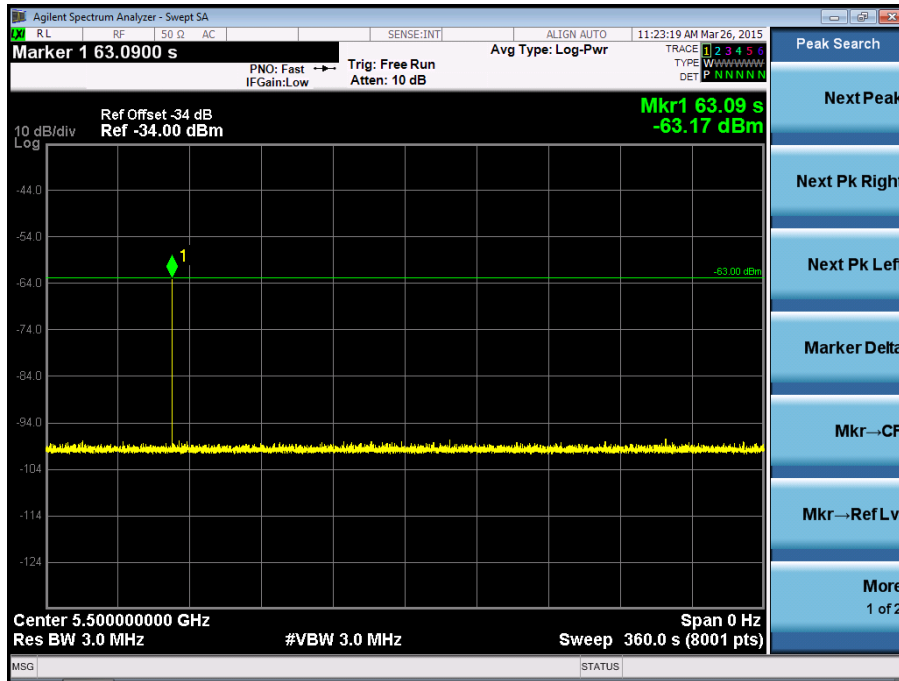 Agilent Spectrum Analyzer - Swept SA
LXI RL RF 50 Ω AC SENSE:INT ALIGN AUTO 11:23:19 AM Mar 26, 2015
Marker 1 63.0900 s
PNO: Fast
IFGain:Low
Trig: Free Run
Atten: 10 dB
Avg Type: Log-Pwr
TRACE 1 2 3 4 5 6
TYPE WWWWWW
DET P N N N N N
Peak Search
Mkr1 63.09 s
-63.17 dBm
Ref Offset -34 dB
10 dB/div Ref -34.00 dBm
Log
-44.0
-54.0
1
-63.00 dBm
-64.0
-74.0
-84.0
-94.0
-104
-114
-124
Center 5.500000000 GHz Span 0 Hz
Res BW 3.0 MHz #VBW 3.0 MHz Sweep 360.0 s (8001 pts)
MSG STATUS
Next Peak
Next Pk Right
Next Pk Left
Marker Delta
Mkr→CF
Mkr→Ref Lv
More
1 of 2